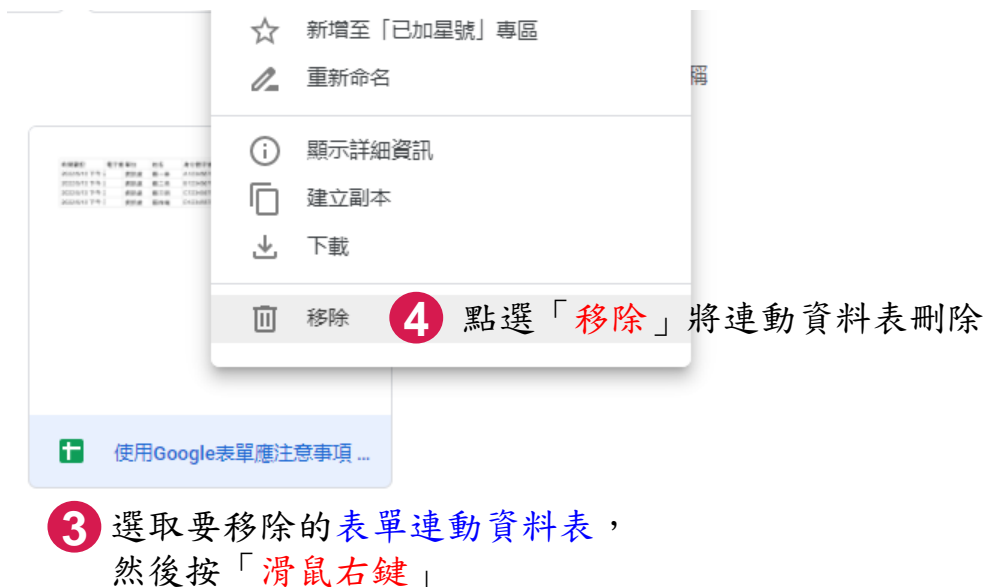 新增至「已加星號」專區
重新命名
稱
顯示詳細資訊
建立副本
下載
移除
4 點選「移除」將連動資料表刪除
使用Google表單應注意事項 ...
3 選取要移除的表單連動資料表，
然後按「滑鼠右鍵」